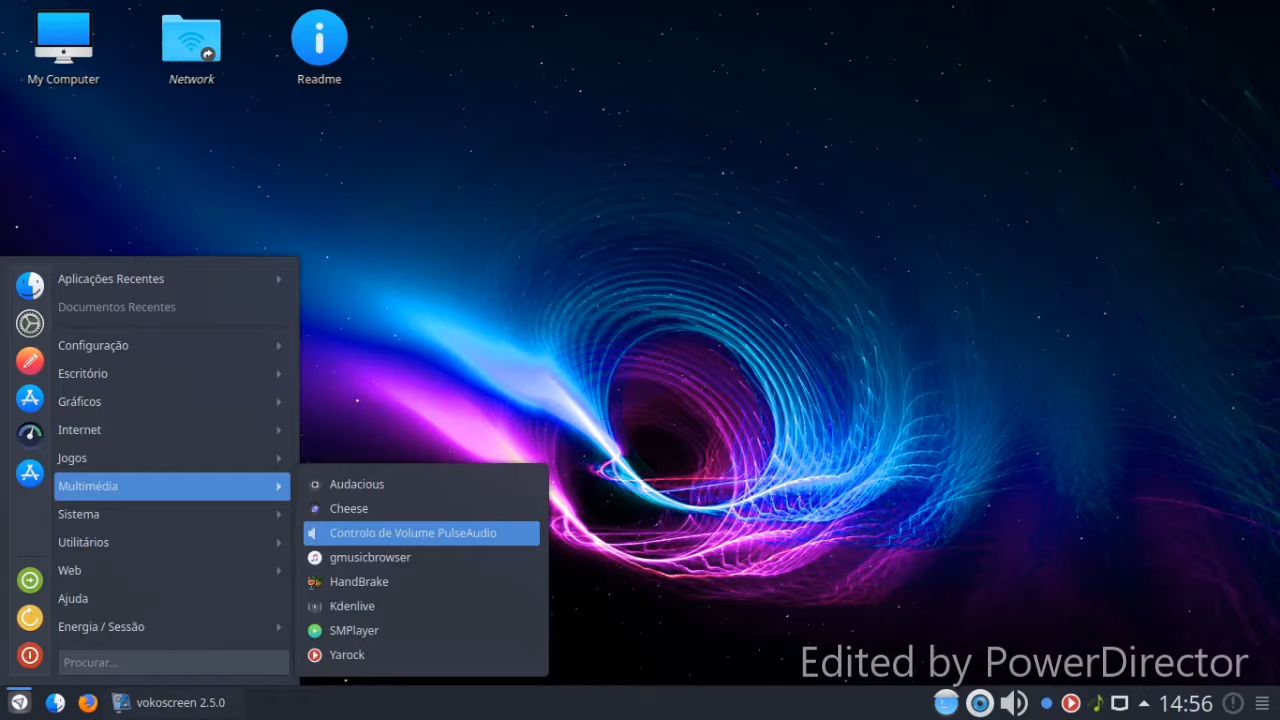 My Computer
Network
Readme
Aplicações Recentes
Documentos Recentes
Configuração
Escritório
Gráficos
Internet
Jogos
Multimédia
Sistema
Utilitários
Web
Ajuda
Energia / Sessão
Procurar...
Audacious
Cheese
Controlo de Volume PulseAudio
gmusicbrowser
HandBrake
Kdenlive
SMPlayer
Yarock
Edited by PowerDirector
vokoscreen 2.5.0
14:56